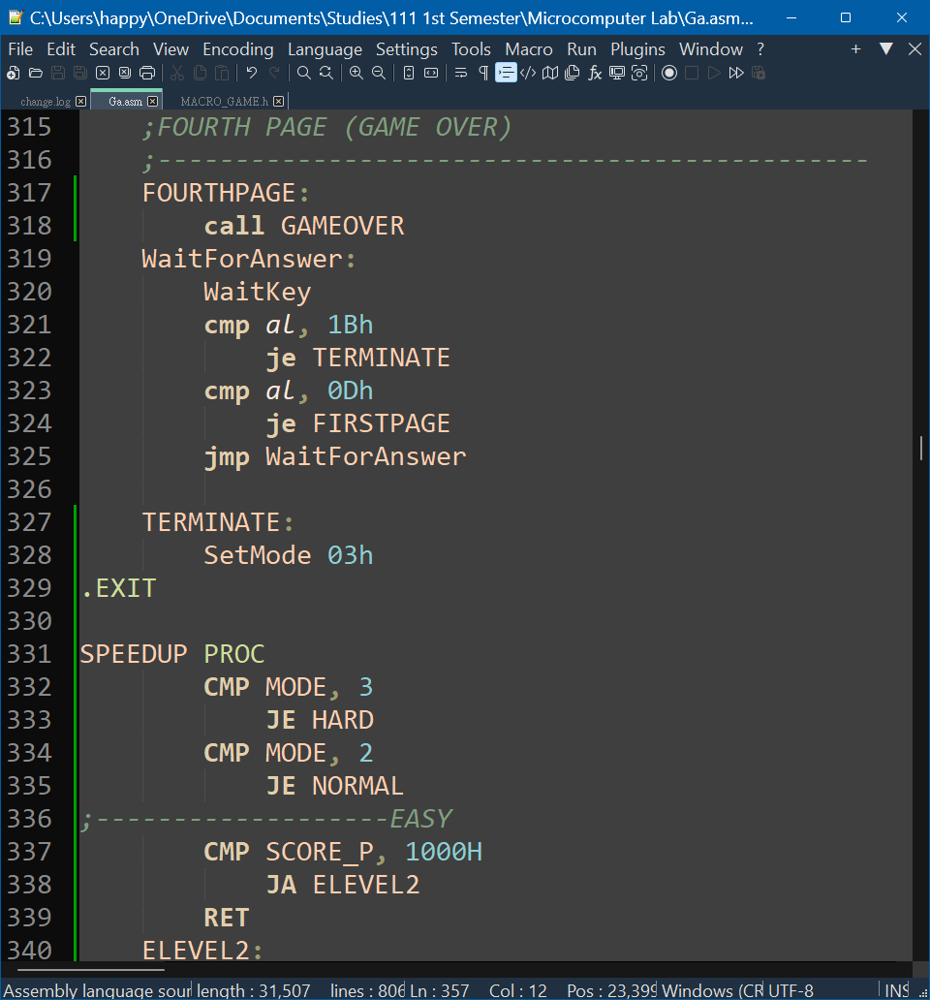 C:\Users\happy\OneDrive\Documents\Studies\111 1st Semester\Microcomputer Lab\Ga.asm...
File Edit Search View Encoding Language Settings Tools Macro Run Plugins Window ?
change.log Ga.asm MACRO_GAME.h
315 ;FOURTH PAGE (GAME OVER)
316 ;----------------------------------------------
317 FOURTHPAGE:
318 call GAMEOVER
319 WaitForAnswer:
320 WaitKey
321 cmp al, 1Bh
322 je TERMINATE
323 cmp al, 0Dh
324 je FIRSTPAGE
325 jmp WaitForAnswer
326
327 TERMINATE:
328 SetMode 03h
329 .EXIT
330
331 SPEEDUP PROC
332 CMP MODE, 3
333 JE HARD
334 CMP MODE, 2
335 JE NORMAL
336 ;-------------------EASY
337 CMP SCORE_P, 1000H
338 JA ELEVEL2
339 RET
340 ELEVEL2:
Assembly language sour length : 31,507 lines : 806 Ln : 357 Col : 12 Pos : 23,399 Windows (CR UTF-8 INS